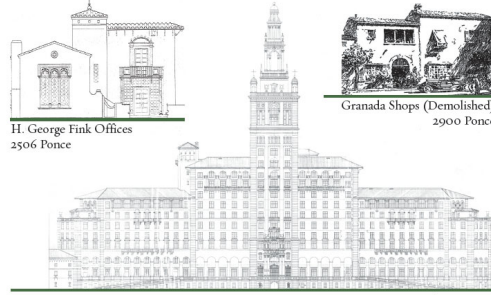 H. George Fink Offices
2506 Ponce
Granada Shops (Demolished)
2900 Ponce